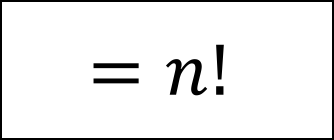 = n!